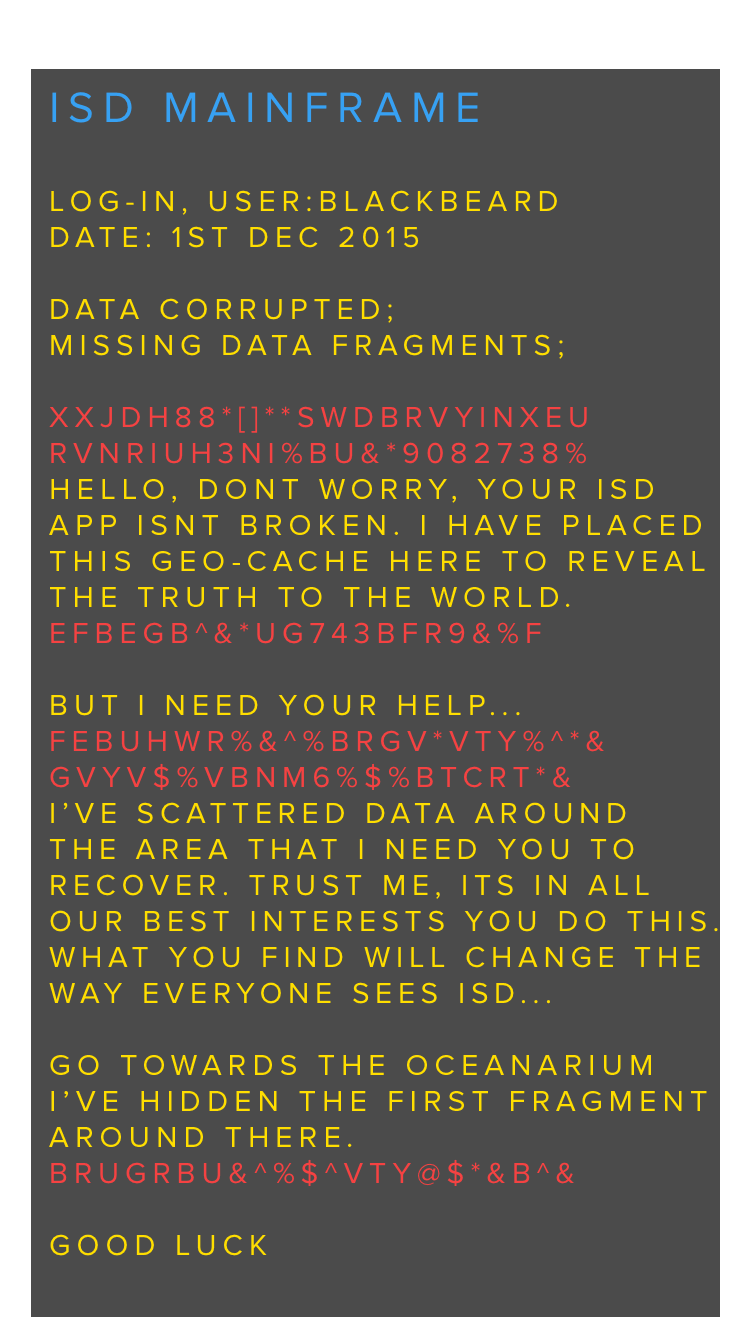 ISD MAINFRAME
LOG-IN, USER:BLACKBEARD
DATE: 1ST DEC 2015
DATA CORRUPTED;
MISSING DATA FRAGMENTS;
XXJDH88*[]**SWDBRVYINXEU
RVNRIUH3NI%BU&*9082738%
HELLO, DONT WORRY, YOUR ISD
APP ISNT BROKEN. I HAVE PLACED
THIS GEO-CACHE HERE TO REVEAL
THE TRUTH TO THE WORLD.
EFBEGB^&*UG743BFR9&%F
BUT I NEED YOUR HELP...
FEBUHWR%&^%BRGV*VTY%^*&
GVYV$%VBNM6%$%BTCRT*&
I’VE SCATTERED DATA AROUND
THE AREA THAT I NEED YOU TO
RECOVER. TRUST ME, ITS IN ALL
OUR BEST INTERESTS YOU DO THIS.
WHAT YOU FIND WILL CHANGE THE
WAY EVERYONE SEES ISD...
GO TOWARDS THE OCEANARIUM
I’VE HIDDEN THE FIRST FRAGMENT
AROUND THERE.
BRUGRBU&^%$^VTY@$*&B^&
GOOD LUCK